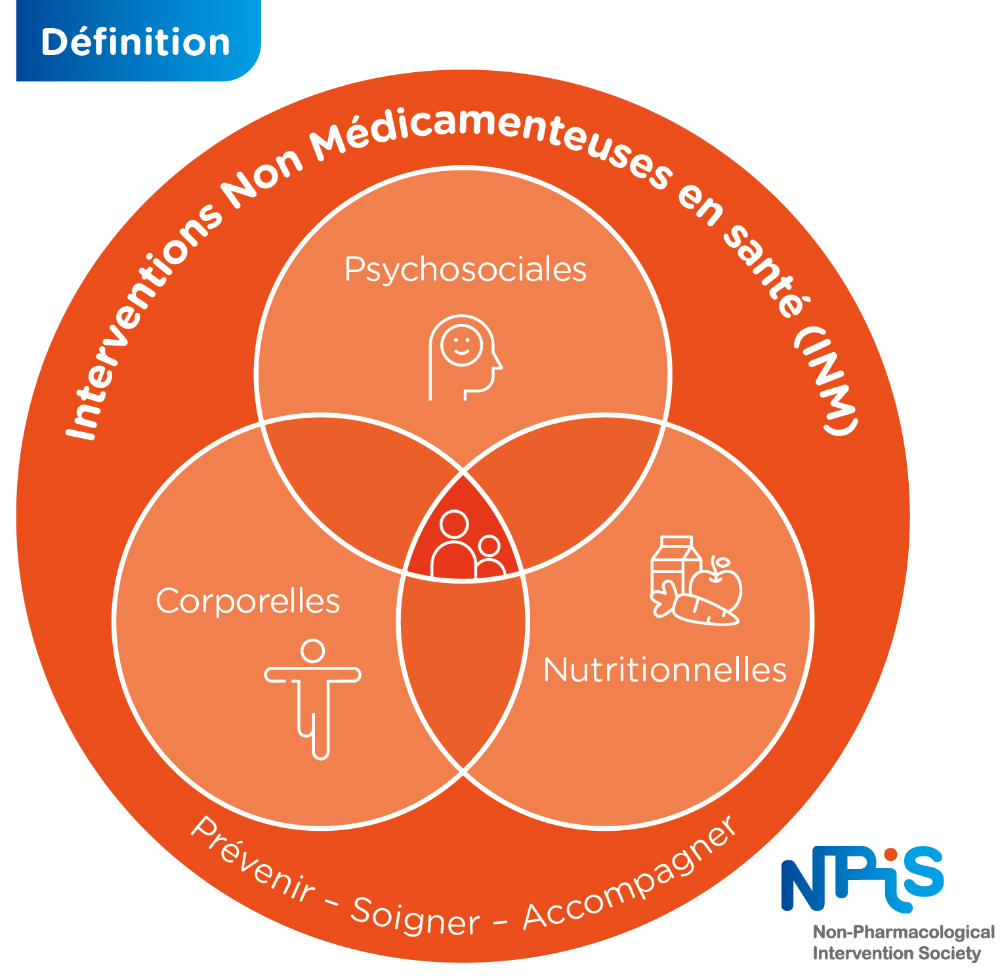 Définition
Interventions Non Médicamenteuses en santé (INM)
Psychosociales
Corporelles
Nutritionnelles
Prévenir – Soigner – Accompagner
NPiS
Non-Pharmacological
Intervention Society